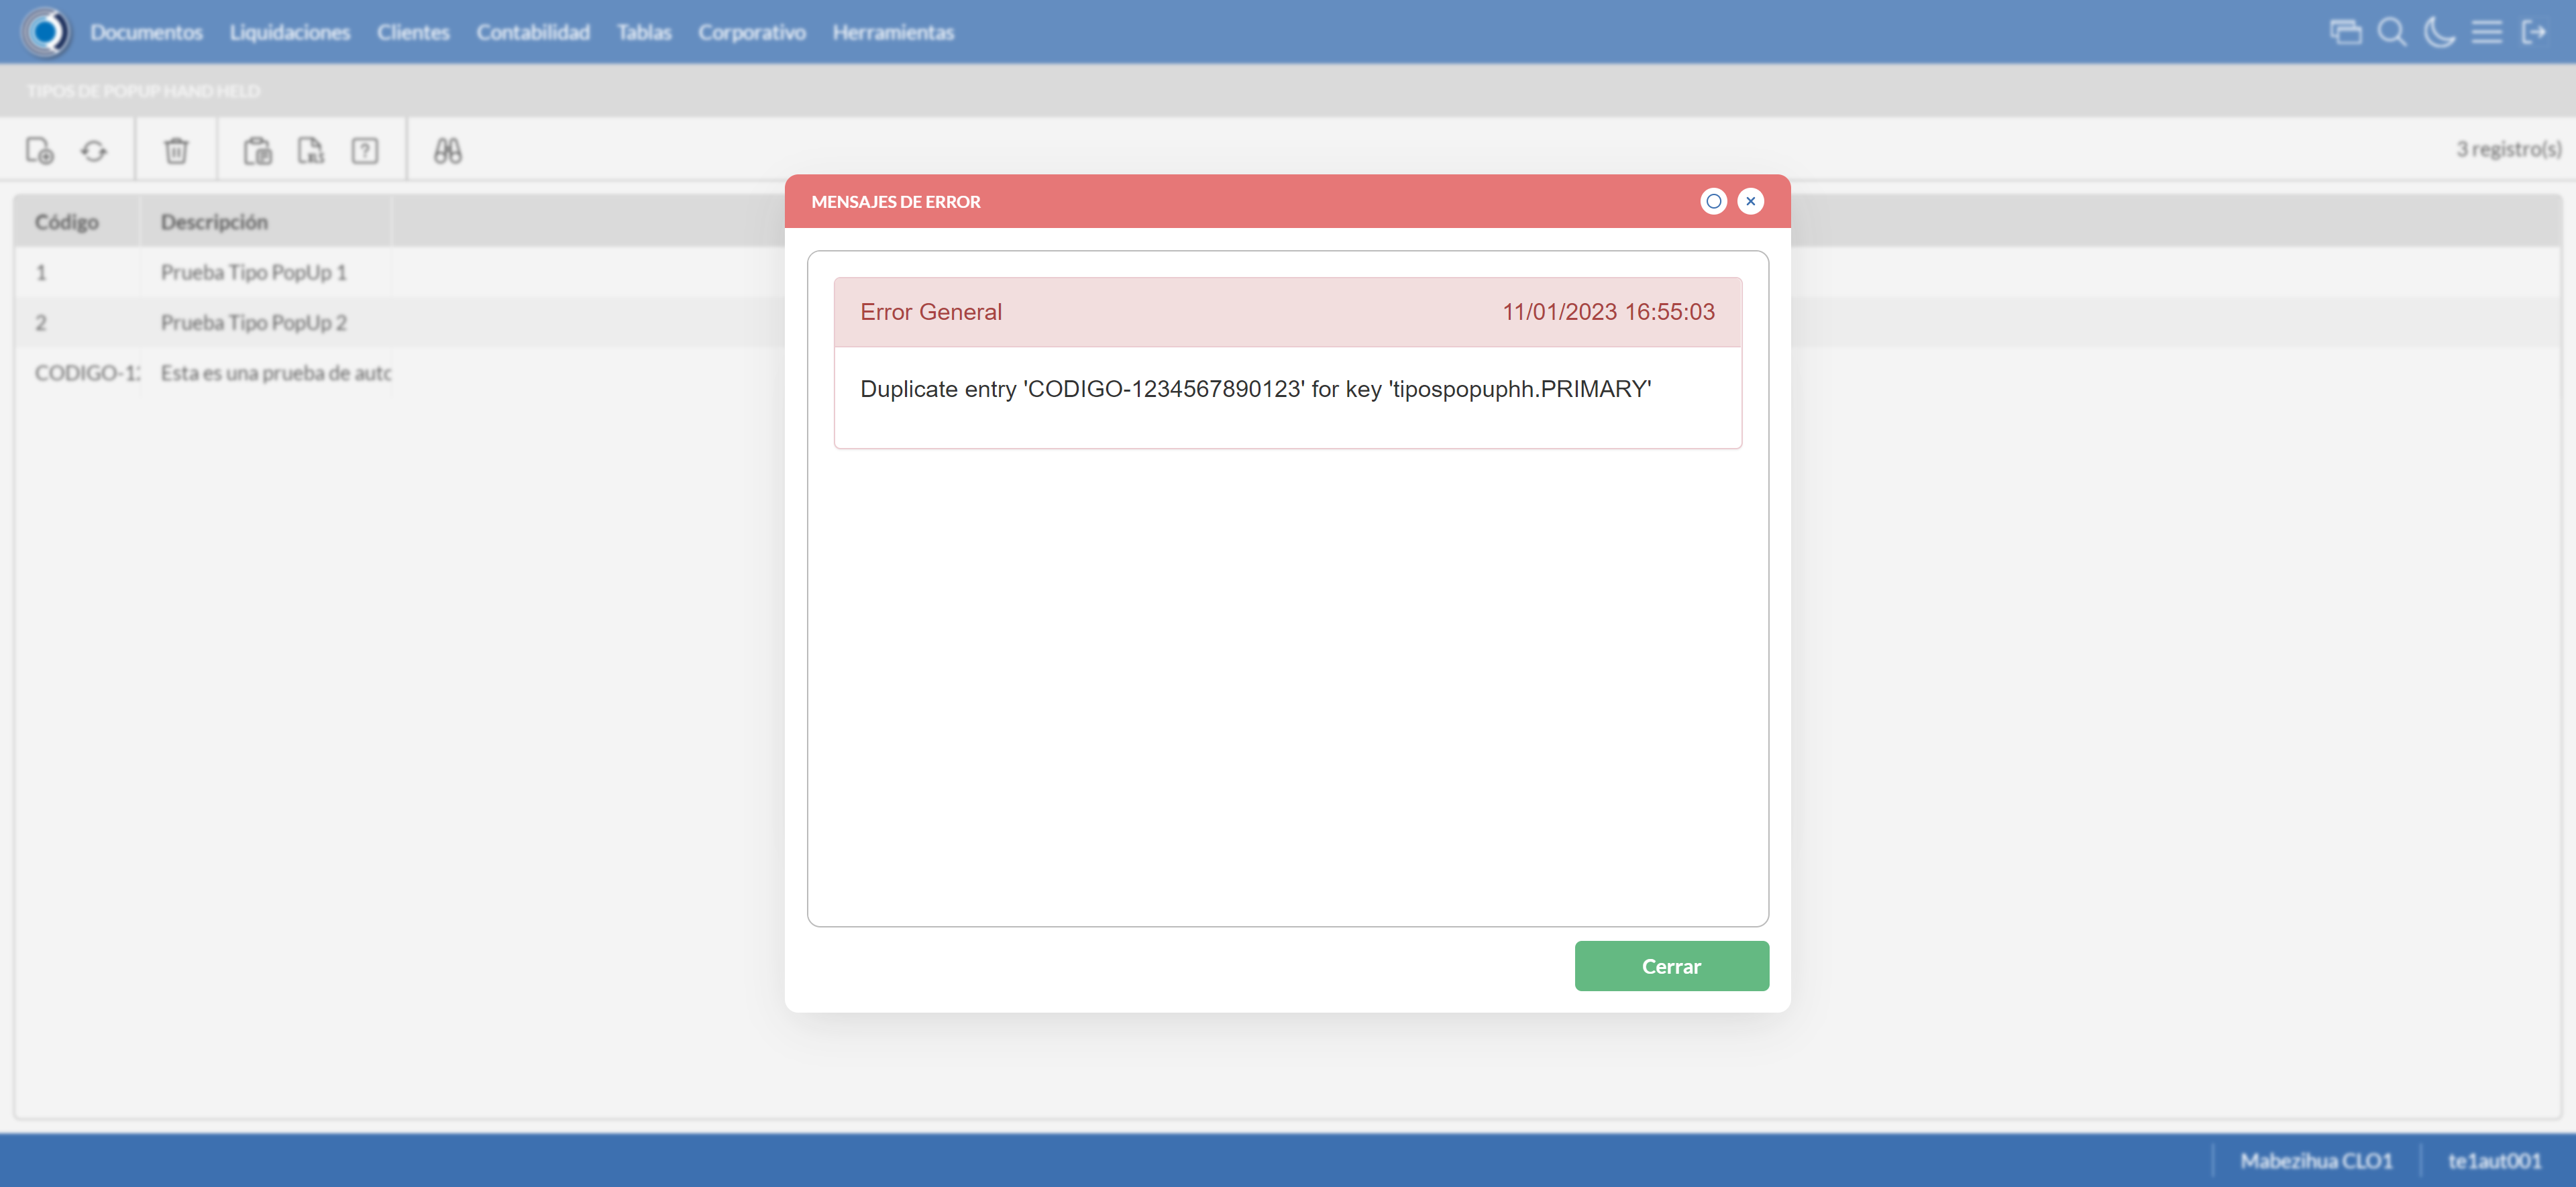 Documentos Liquidaciones Clientes Contabilidad Tablas Corporativo Herramientas
TIPOS DE POPUP HAND HELD
3 registro(s)
Código Descripción
1 Prueba Tipo PopUp 1
2 Prueba Tipo PopUp 2
CODIGO-12 Esta es una prueba de auto
MENSAJES DE ERROR
Error General 11/01/2023 16:55:03
Duplicate entry 'CODIGO-1234567890123' for key 'tipospopuphh.PRIMARY'
Cerrar
Mabezihua CLO1 te1aut001